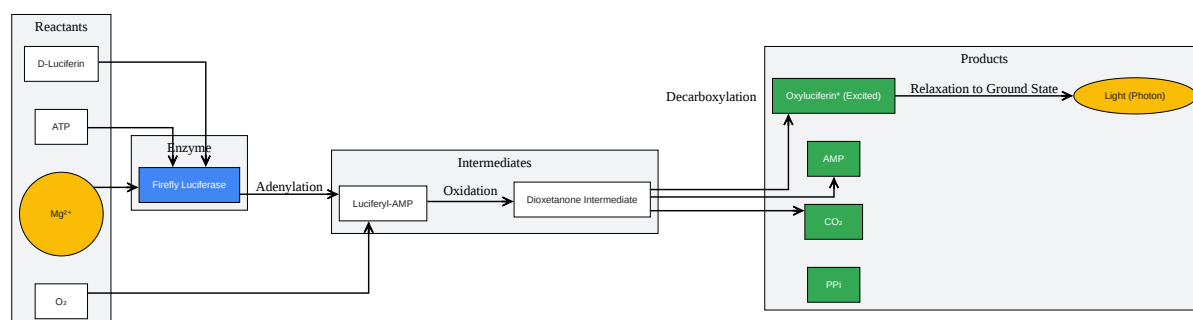 Reactants
D-Luciferin
ATP
Mg²⁺
O₂
Enzyme
Firefly Luciferase
Adenylation
Intermediates
Luciferyl-AMP
Oxidation
Dioxetanone Intermediate
Decarboxylation
Products
Oxyluciferin* (Excited)
Relaxation to Ground State
Light (Photon)
AMP
CO₂
PPi